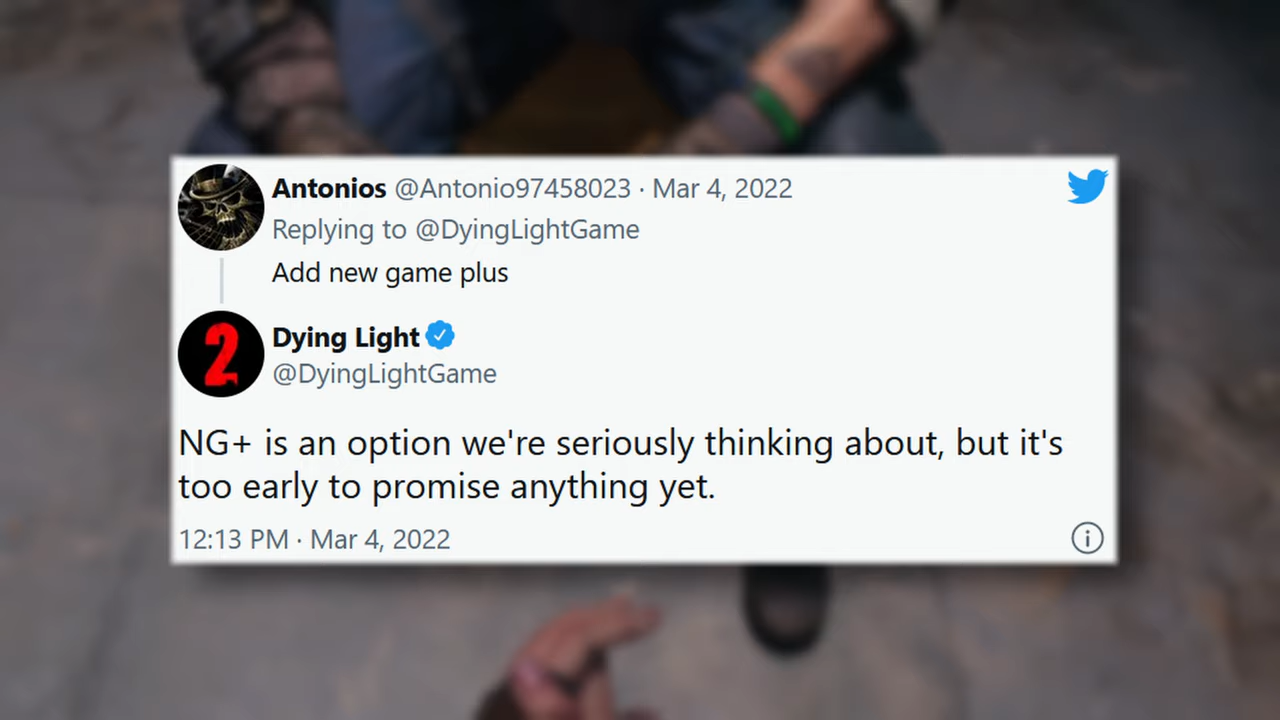 Antonios @Antonio97458023 · Mar 4, 2022
Replying to @DyingLightGame
Add new game plus
2
Dying Light
@DyingLightGame
NG+ is an option we're seriously thinking about, but it's
too early to promise anything yet.
12:13 PM · Mar 4, 2022